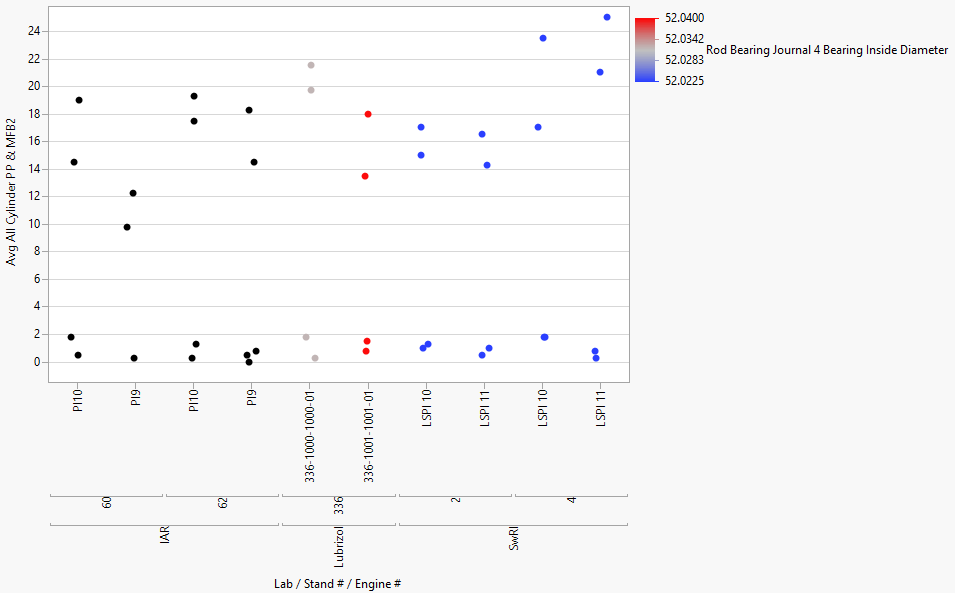 24
22
20
18
16
14
12
10
8
6
4
2
0
Avg All Cylinder PP & MFB2
52.0400
52.0342
52.0283
52.0225
Rod Bearing Journal 4 Bearing Inside Diameter
PI10
PI9
PI10
PI9
336-1000-1000-01
336-1001-1001-01
LSPI 10
LSPI 11
LSPI 10
LSPI 11
60
62
336
2
4
IAR
Lubrizol
SwRI
Lab / Stand # / Engine #